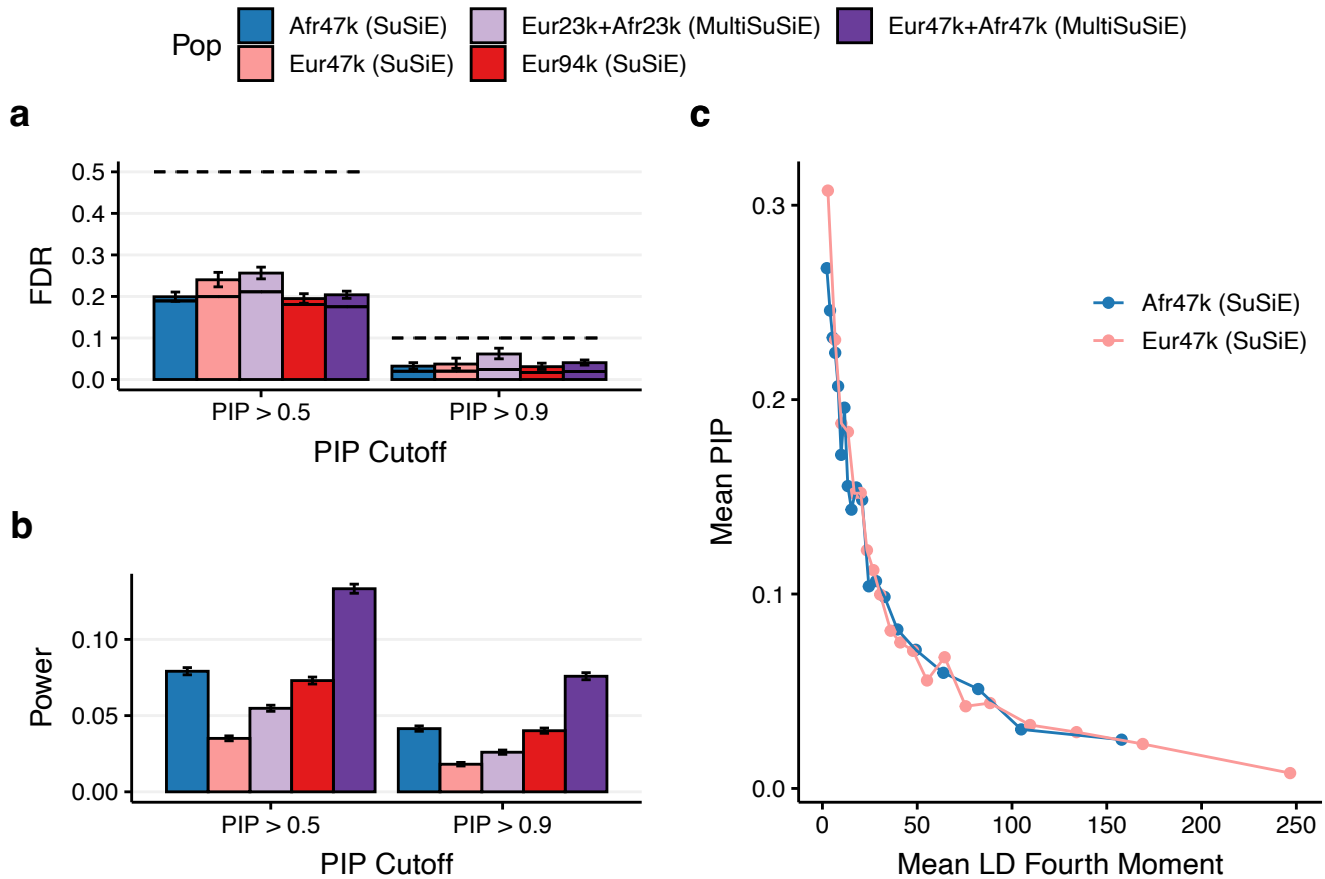 Pop
Afr47k (SuSiE)
Eur23k+Afr23k (MultiSuSiE)
Eur47k+Afr47k (MultiSuSiE)
Eur47k (SuSiE)
Eur94k (SuSiE)
a
FDR
0.5
0.4
0.3
0.2
0.1
0.0
PIP > 0.5
PIP > 0.9
PIP Cutoff
b
Power
0.10
0.05
0.00
PIP > 0.5
PIP > 0.9
PIP Cutoff
c
Mean PIP
0.3
0.2
0.1
0.0
Afr47k (SuSiE)
Eur47k (SuSiE)
0
50
100
150
200
250
Mean LD Fourth Moment